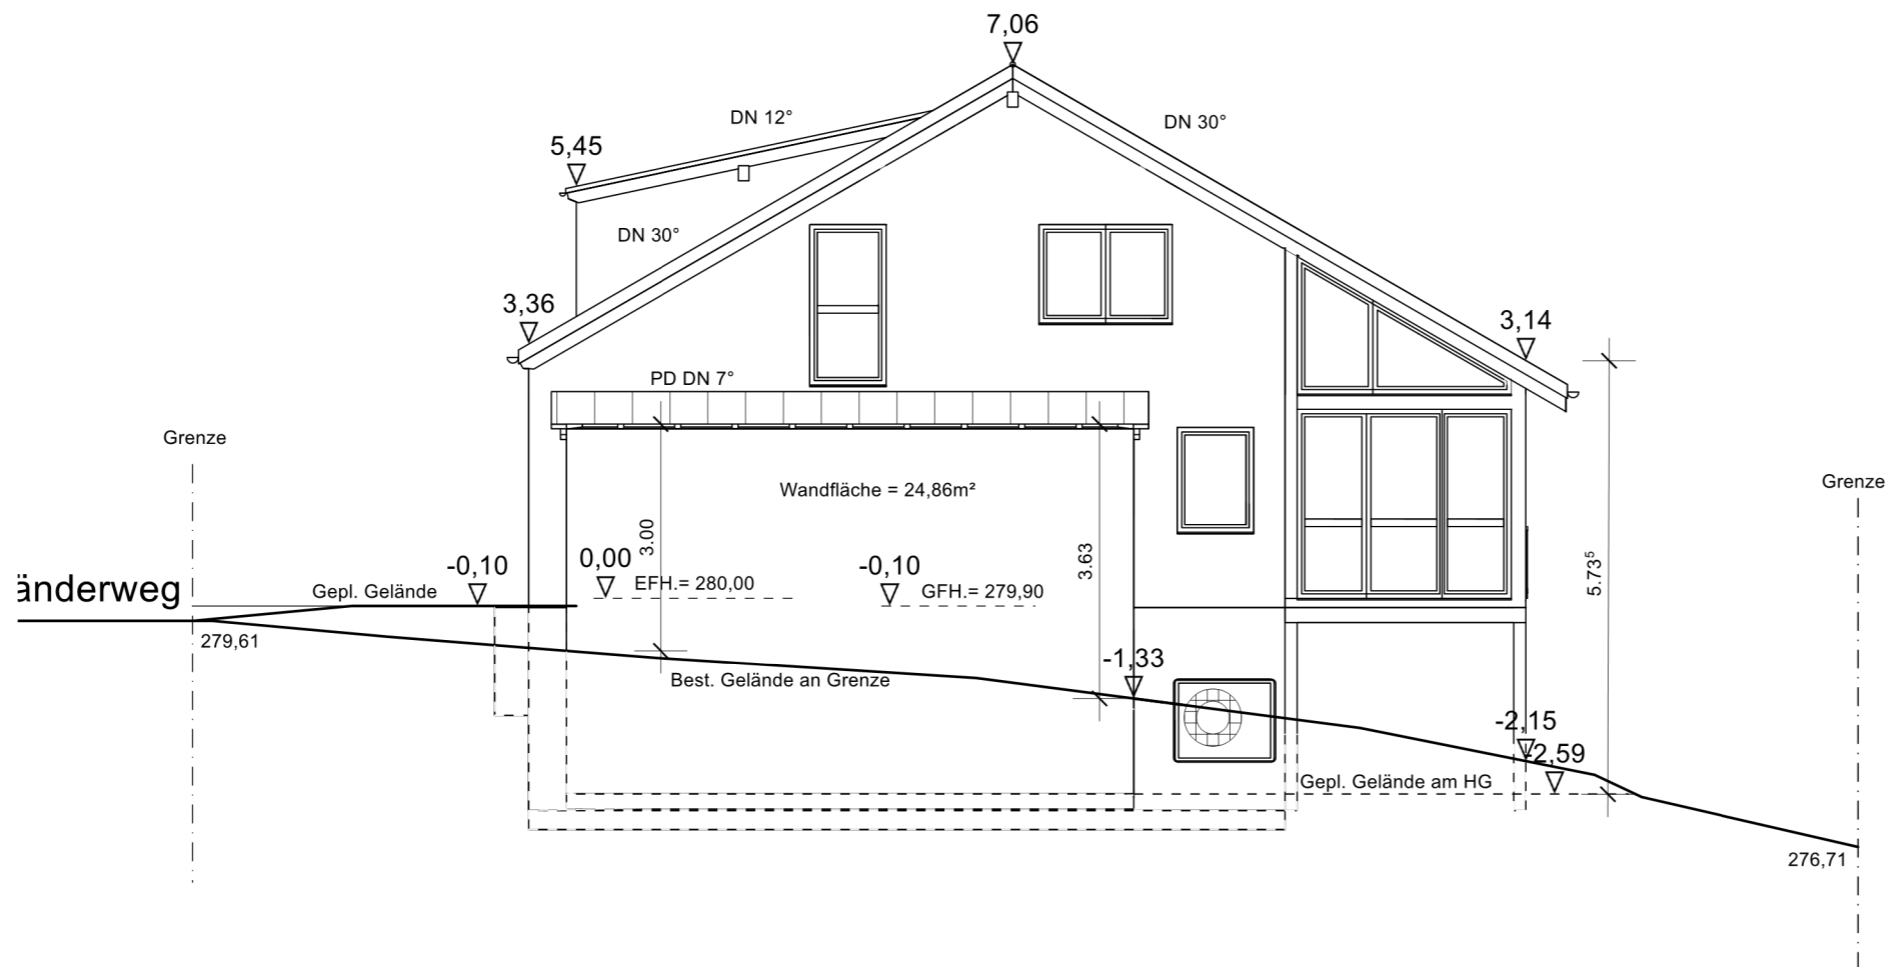 7,06
DN 12°
DN 30°
5,45
DN 30°
3,36
3,14
PD DN 7°
Grenze
Grenze
Wandfläche = 24,86m²
3.00
3.63
5.73⁵
-0,10
0,00
-0,10
änderweg
Gepl. Gelände
EFH.= 280,00
GFH.= 279,90
279,61
-1,33
Best. Gelände an Grenze
-2,15
-2,59
Gepl. Gelände am HG
276,71